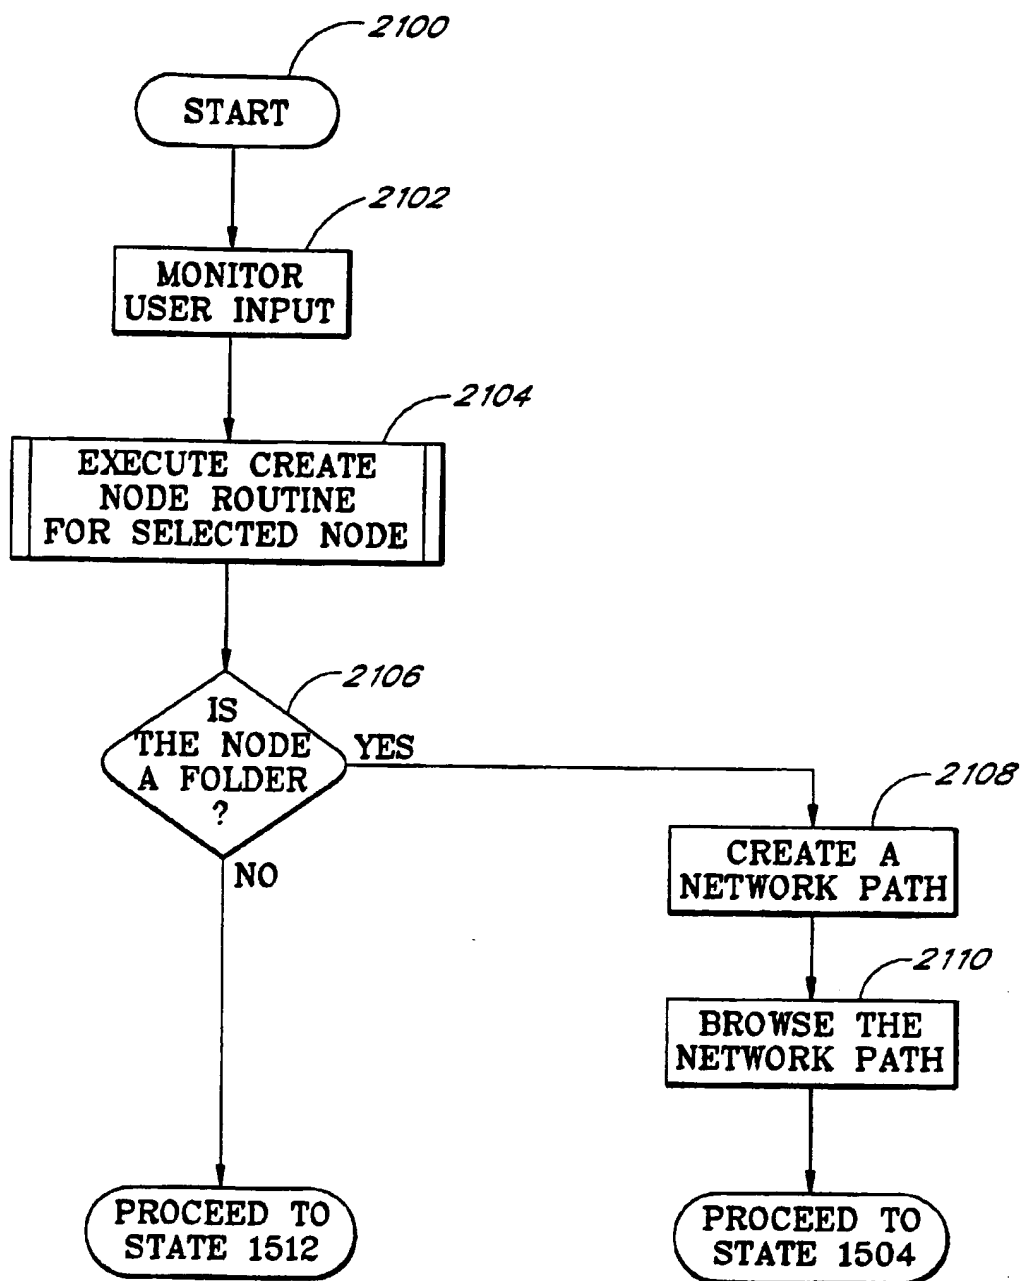 2100
START
2102
MONITOR
USER INPUT
2104
EXECUTE CREATE
NODE ROUTINE
FOR SELECTED NODE
2106
IS
THE NODE
A FOLDER
?
YES
NO
2108
CREATE A
NETWORK PATH
2110
BROWSE THE
NETWORK PATH
PROCEED TO
STATE 1512
PROCEED TO
STATE 1504